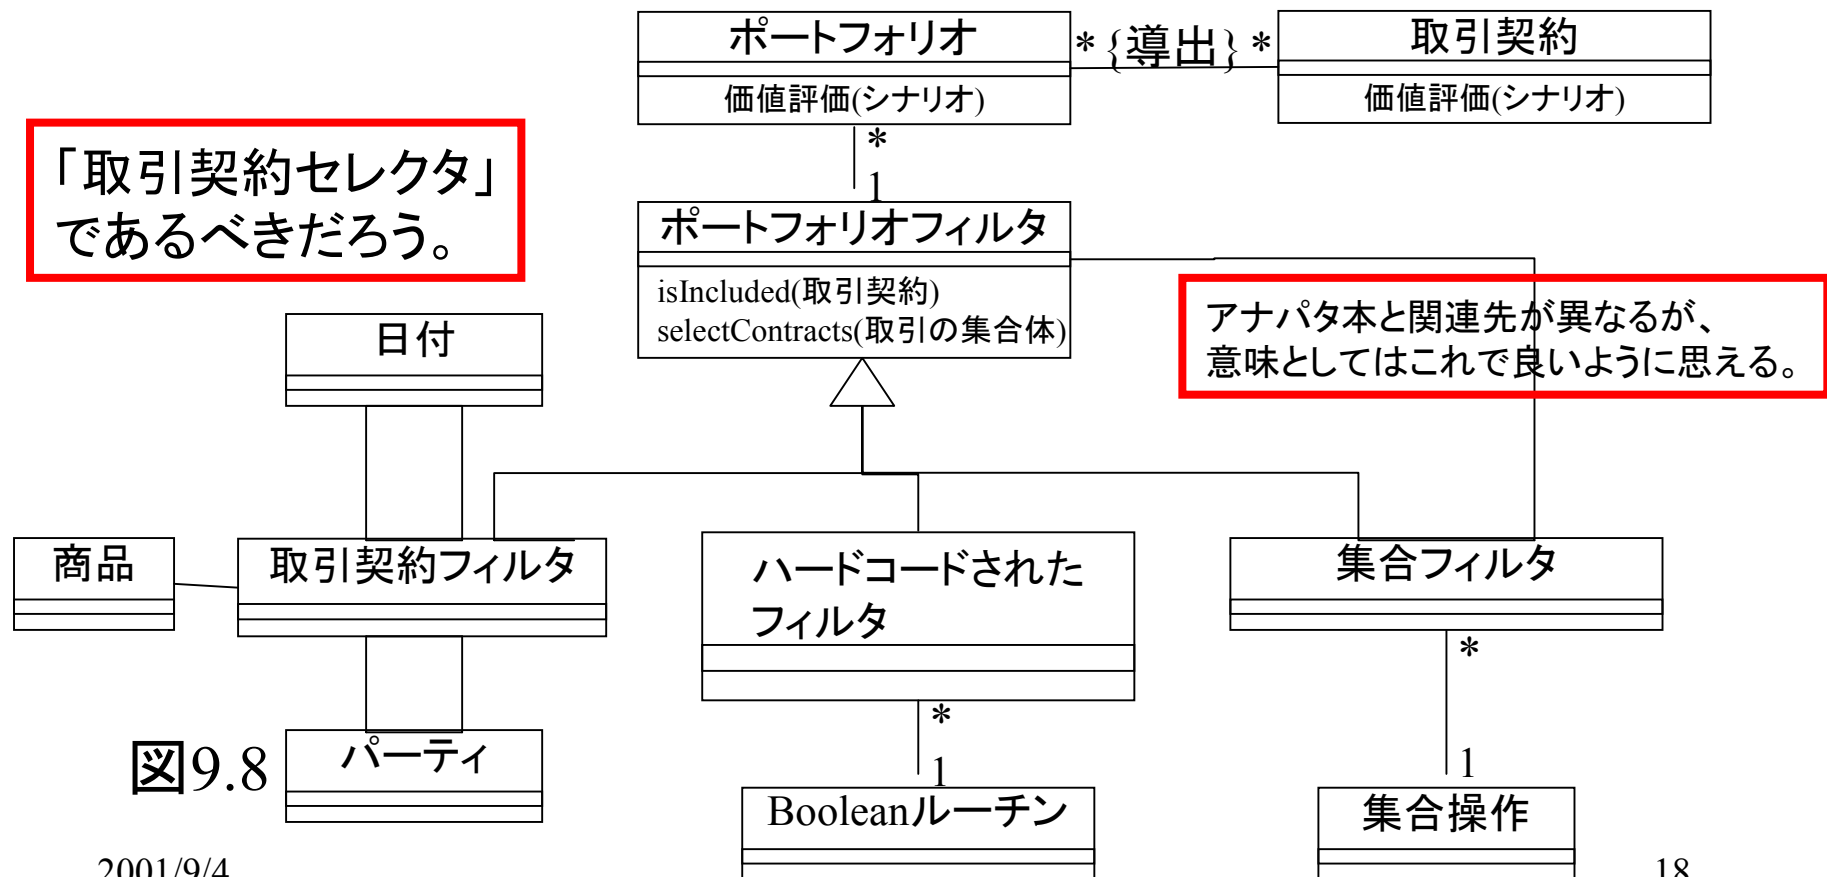 ポートフォリオ
* {導出} *
取引契約
価値評価(シナリオ)
価値評価(シナリオ)
*
1
「取引契約セレクタ」
であるべきだろう。
ポートフォリオフィルタ
isIncluded(取引契約)
selectContracts(取引の集合体)
アナパタ本と関連先が異なるが、
意味としてはこれで良いように思える。
日付
商品
取引契約フィルタ
ハードコードされた
フィルタ
集合フィルタ
*
*
1
1
図9.8
パーティ
Booleanルーチン
集合操作
2001/9/4
18